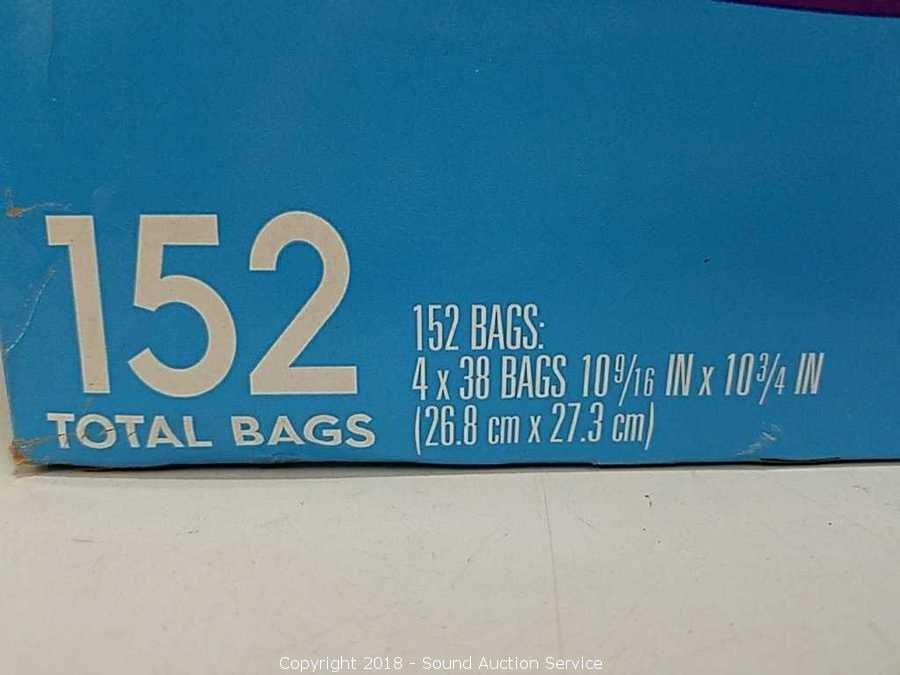 152
TOTAL BAGS
152 BAGS:
4 x 38 BAGS 10 9/16 IN x 10 3/4 IN
(26.8 cm x 27.3 cm)
Copyright 2018 - Sound Auction Service